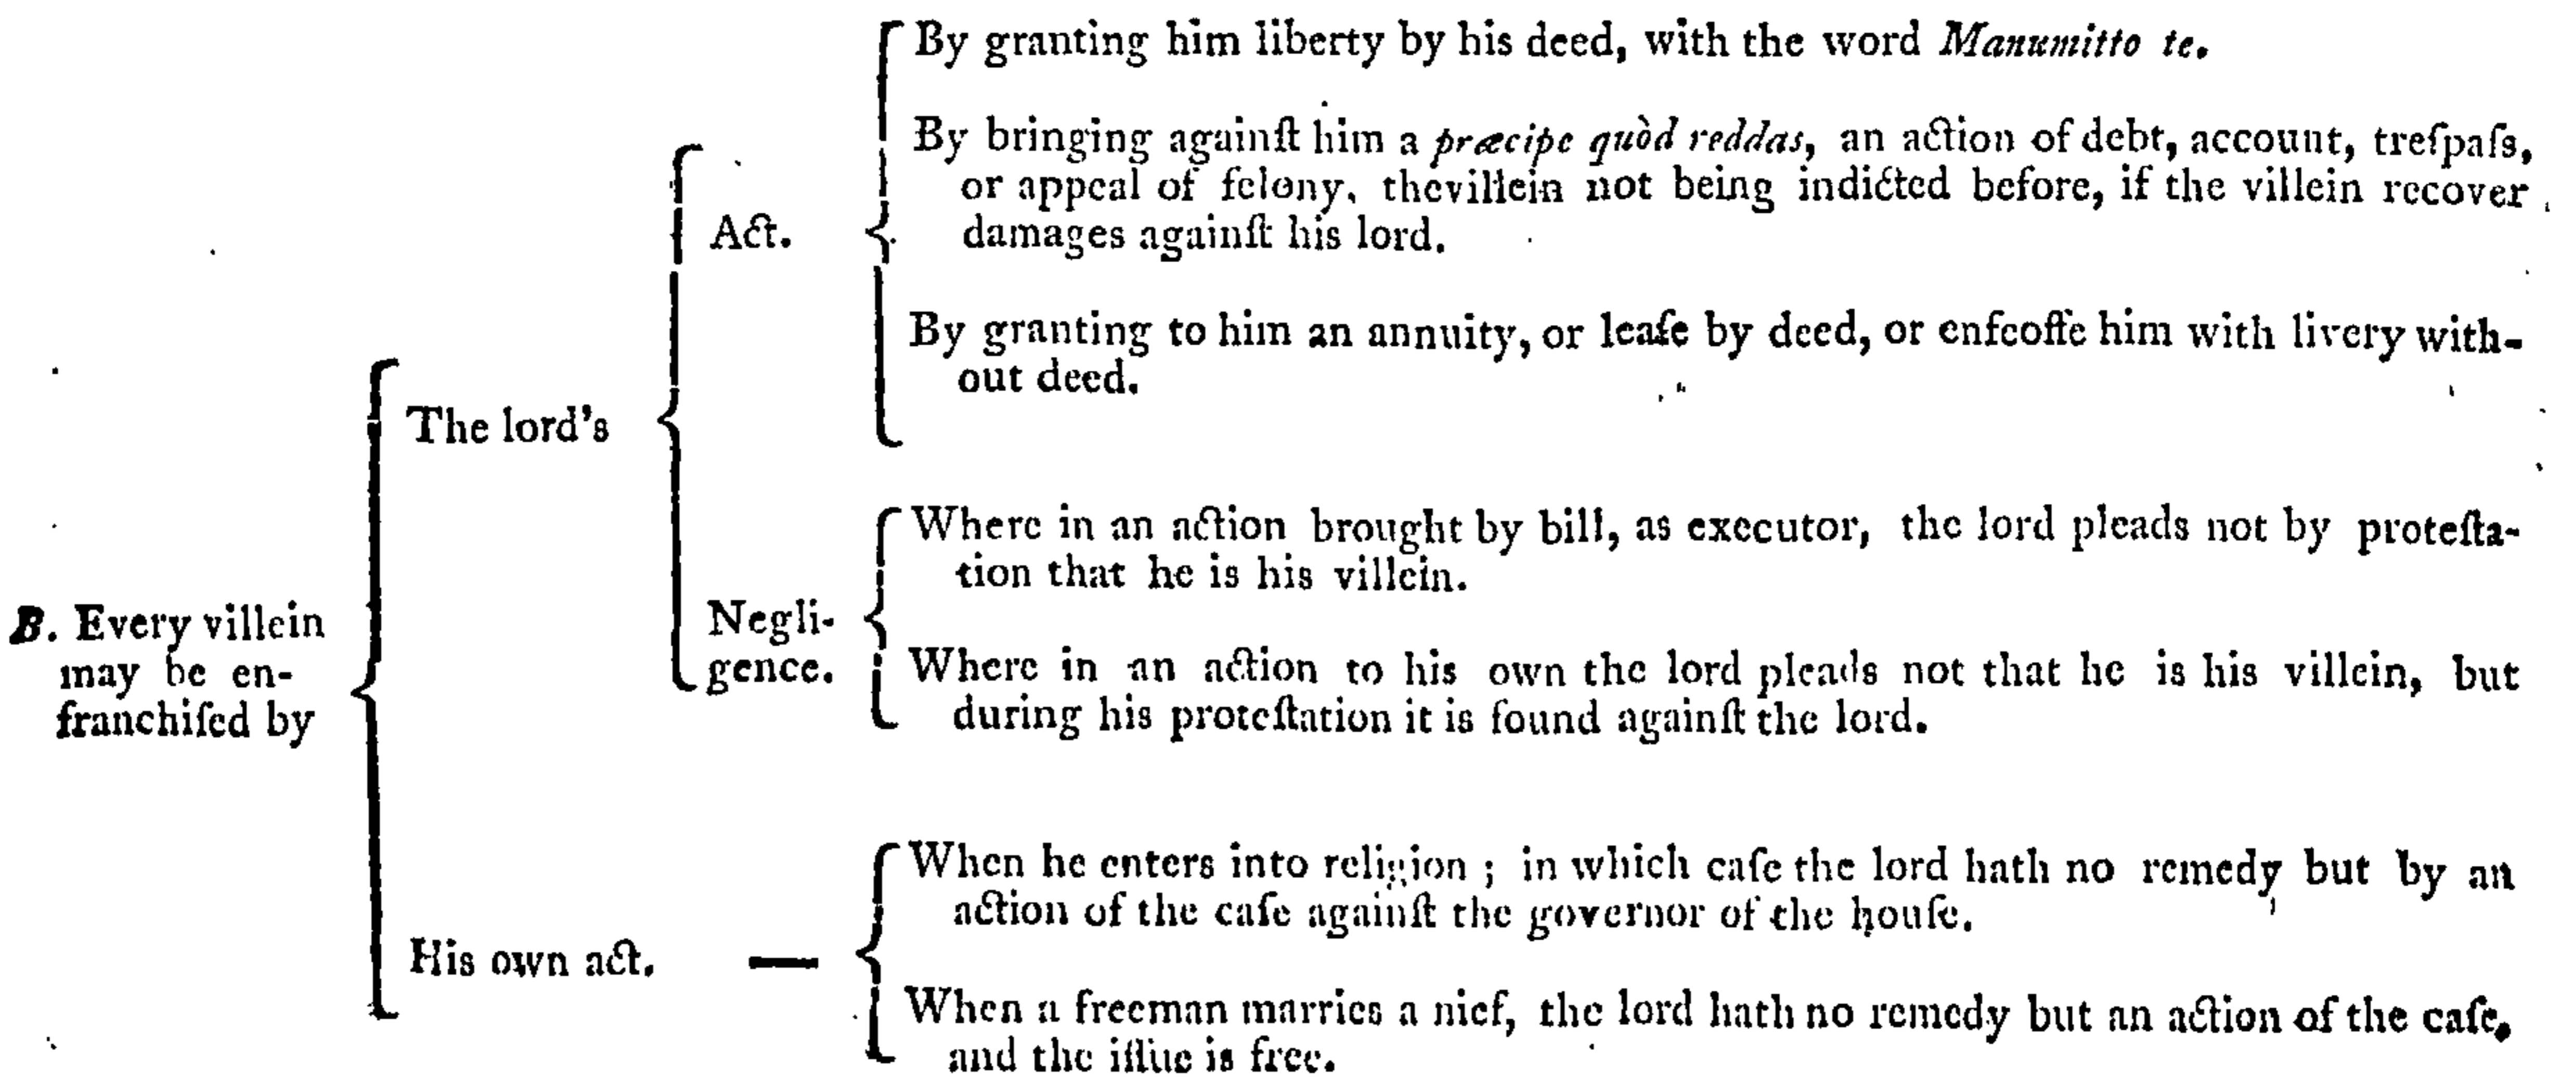 By granting him liberty by his deed, with the word Manumitto te.
By bringing againſt him a præcipe quòd reddas, an action of debt, account, treſpaſs,
or appeal of felony, thevillein not being indicted before, if the villein recover
damages againſt his lord.
Act.
By granting to him an annuity, or leaſe by deed, or enfeoffe him with livery with-
out deed.
The lord's
Where in an action brought by bill, as executor, the lord pleads not by proteſta-
tion that he is his villein.
Negli-
gence.
Where in an action to his own the lord pleads not that he is his villein, but
during his proteſtation it is found againſt the lord.
B. Every villein
may be en-
franchiſed by
When he enters into religion ; in which caſe the lord hath no remedy but by an
action of the caſe againſt the governor of the houſe.
His own act. —
When a freeman marries a nief, the lord hath no remedy but an action of the caſe,
and the iſſue is free.